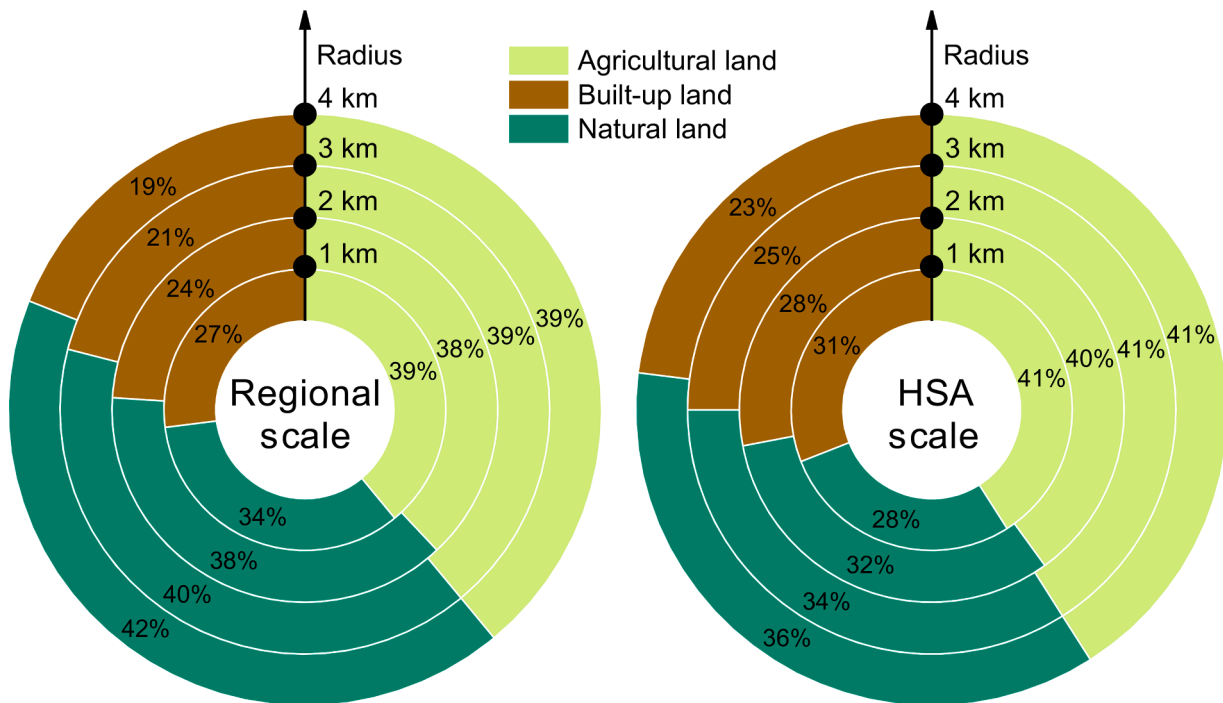 Radius
4 km
3 km
2 km
1 km
19%
21%
24%
27%
39%
38%
39%
39%
34%
38%
40%
42%
Regional
scale
Agricultural land
Built-up land
Natural land
Radius
4 km
3 km
2 km
1 km
23%
25%
28%
31%
41%
40%
41%
41%
28%
32%
34%
36%
HSA
scale